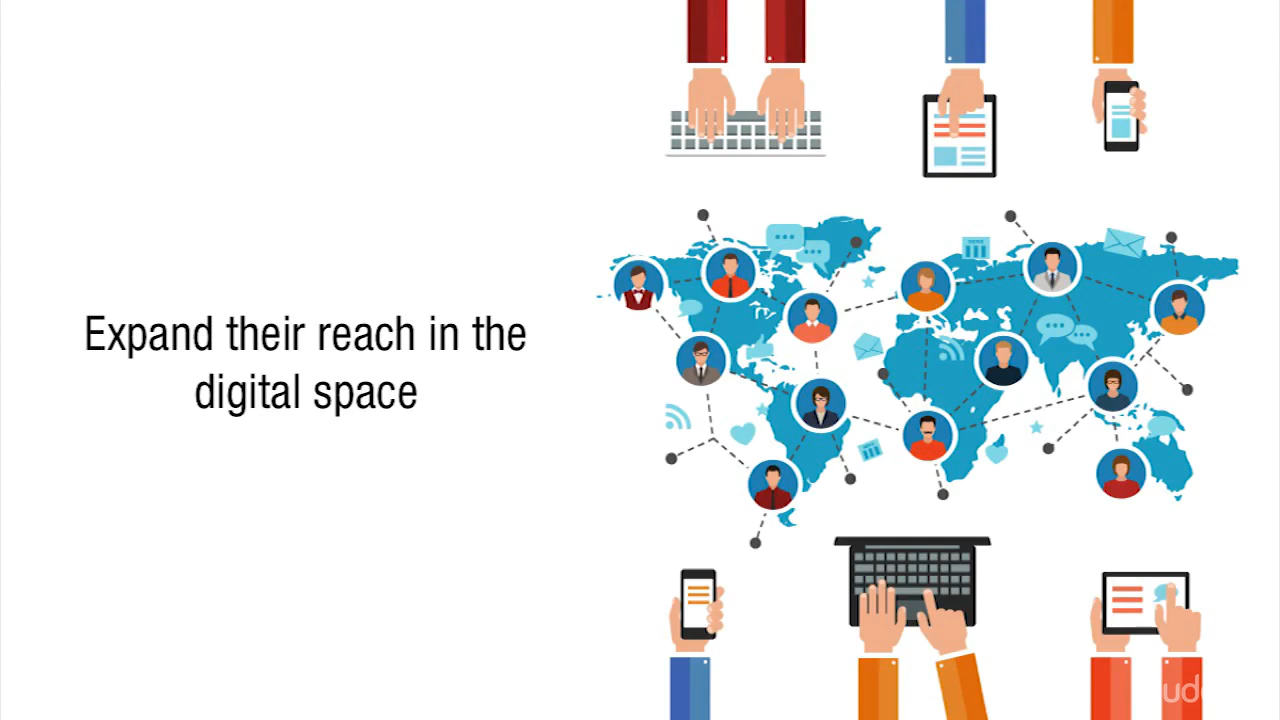 Expand their reach in the
digital space